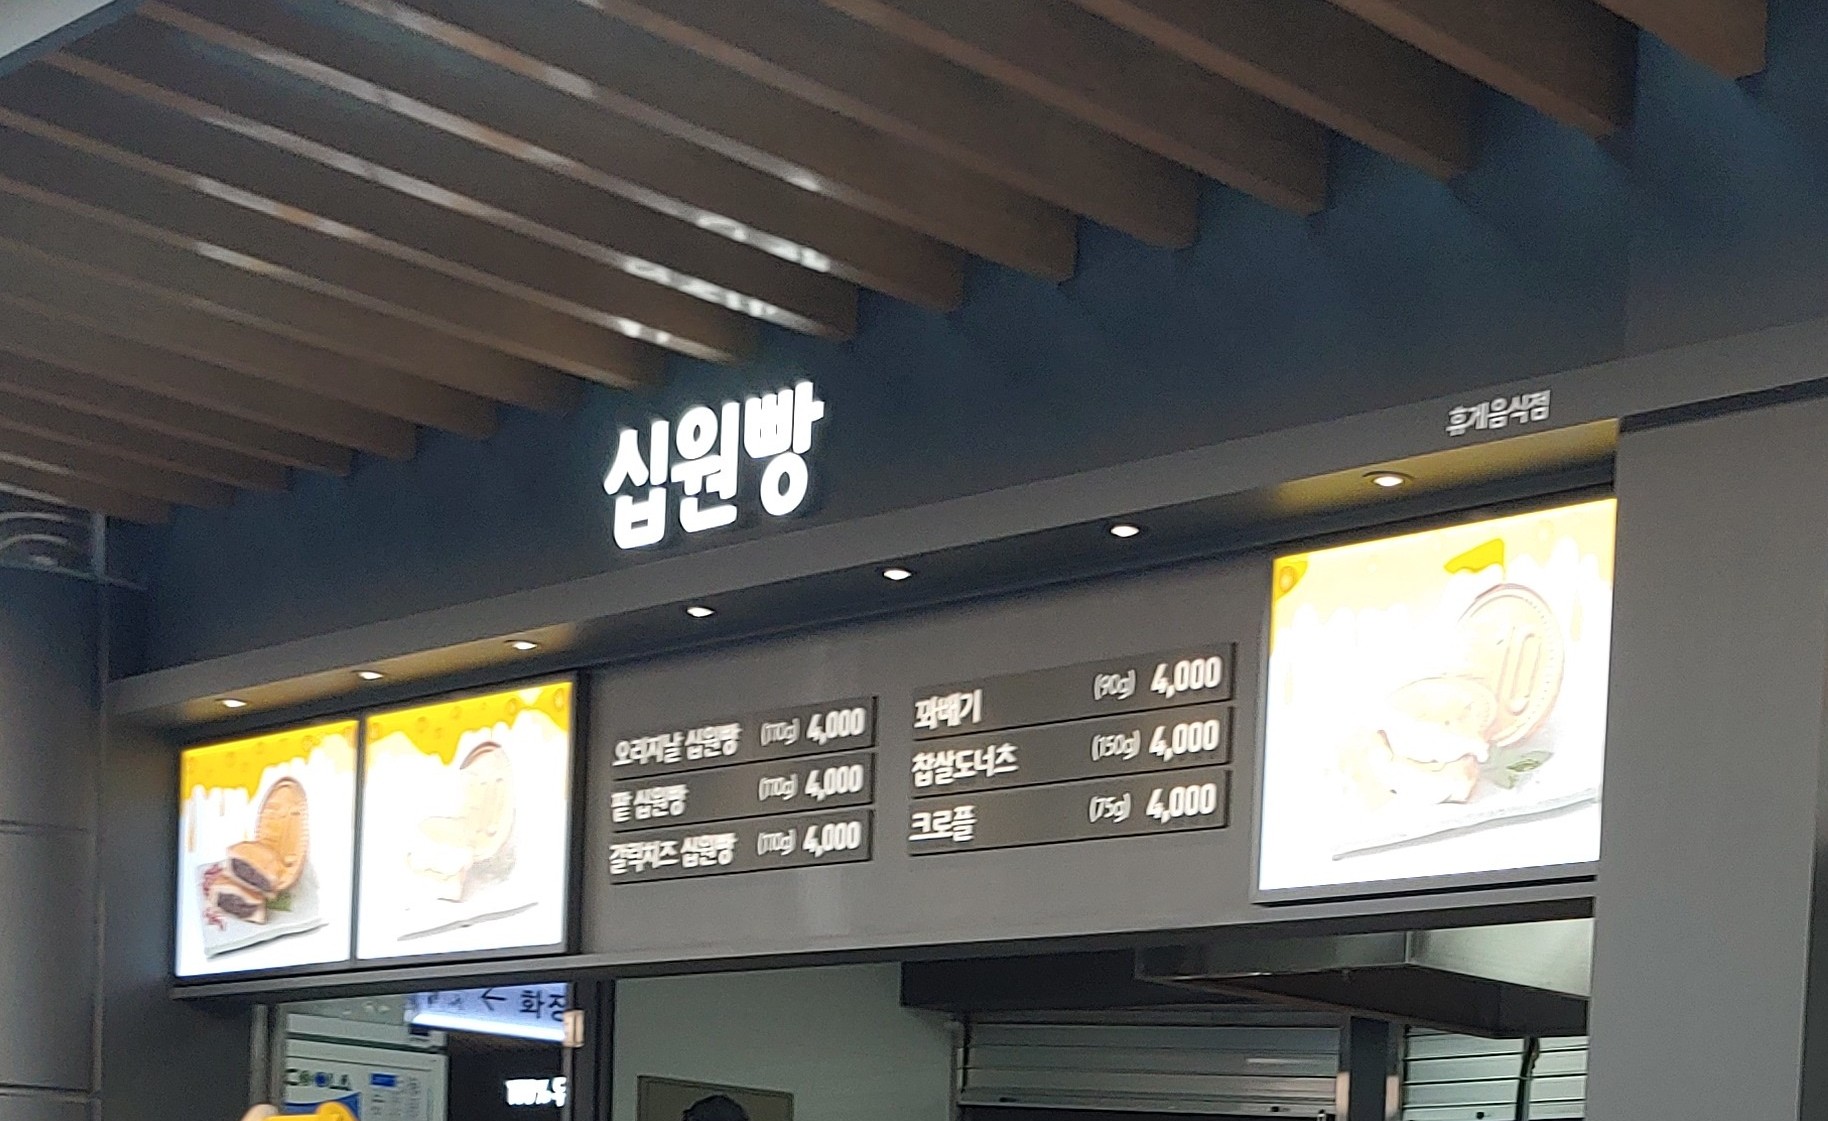 십원빵
휴게음식점
오리지날 십원빵 (110g) 4,000
팥 십원빵 (110g) 4,000
갈릭치즈 십원빵 (110g) 4,000
꽈배기 (90g) 4,000
찹쌀도너츠 (150g) 4,000
크로플 (75g) 4,000
10
← 화장
100%